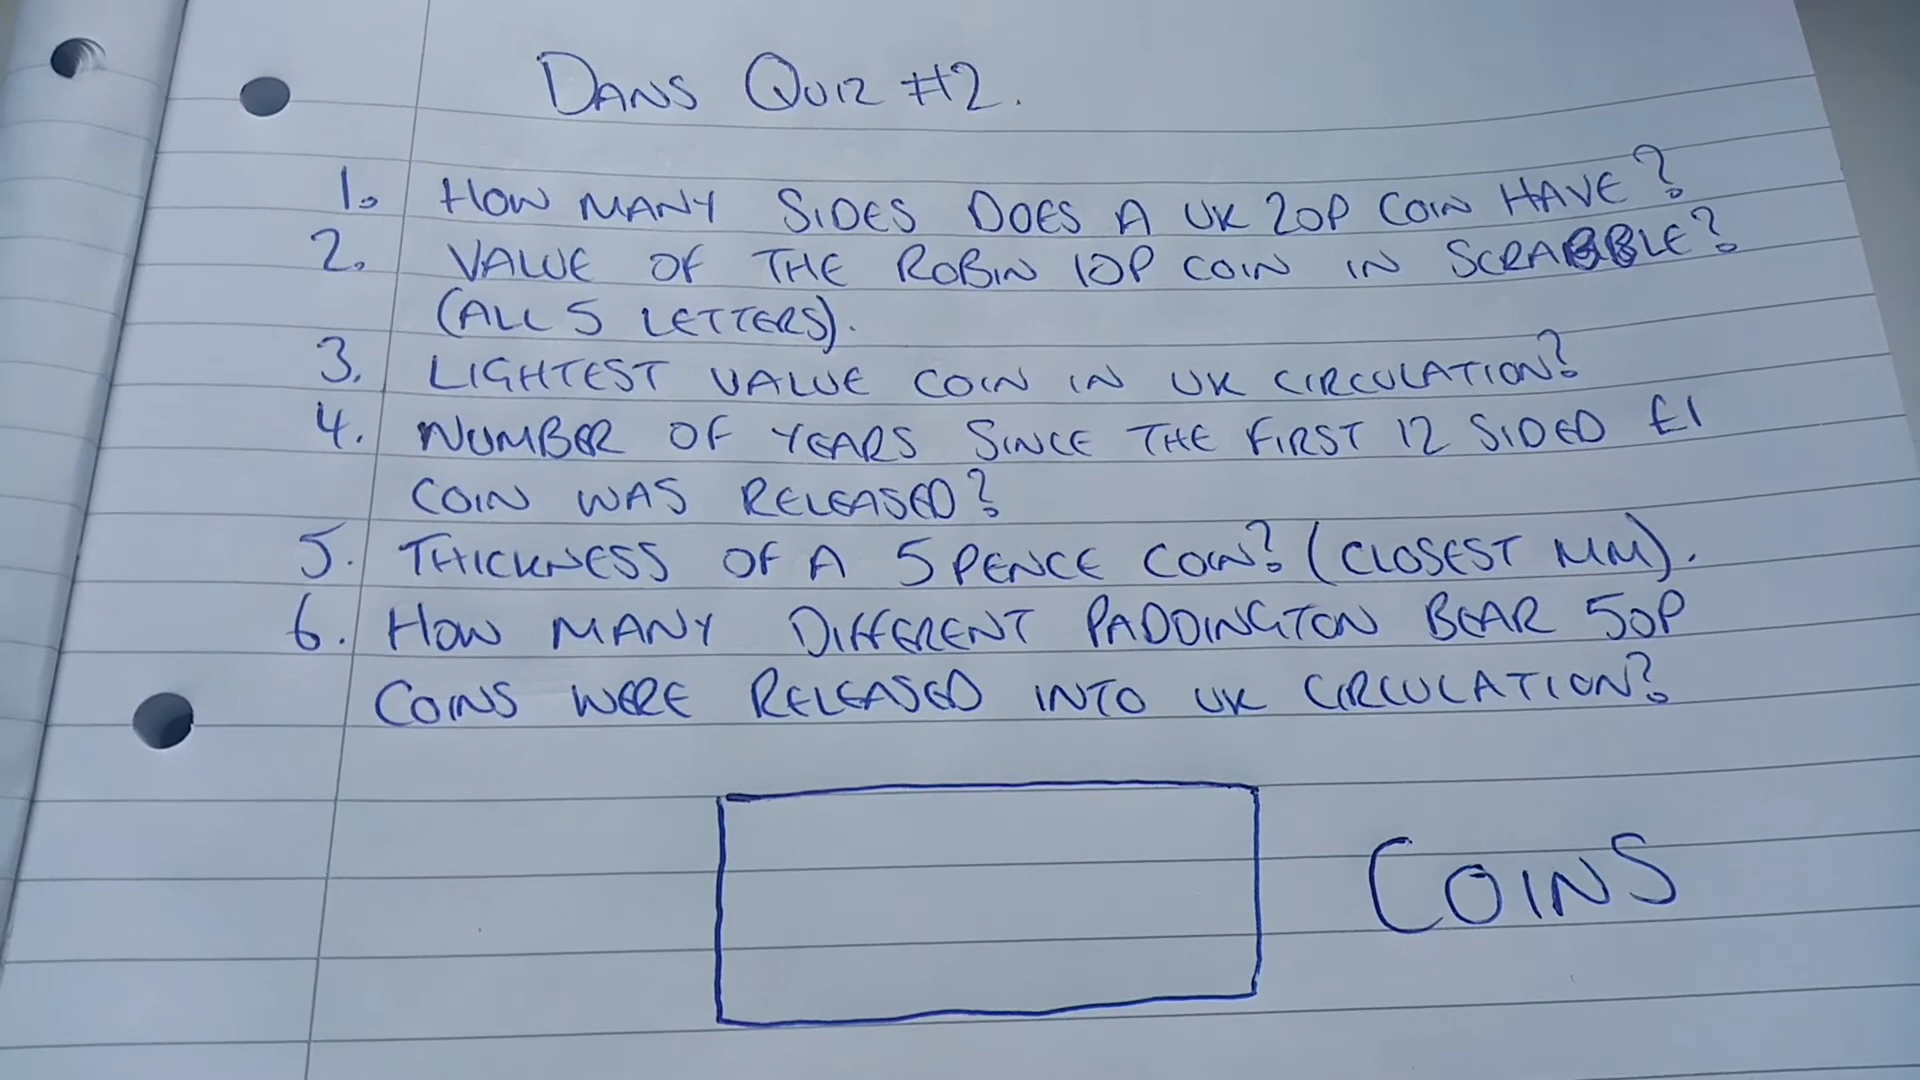 DANS QUIZ #2.
1. HOW MANY SIDES DOES A UK 20P COIN HAVE?
2. VALUE OF THE ROBIN 10P COIN IN SCRABBLE?
(ALL 5 LETTERS).
3. LIGHTEST VALUE COIN IN UK CIRCULATION?
4. NUMBER OF YEARS SINCE THE FIRST 12 SIDED £1
COIN WAS RELEASED?
5. THICKNESS OF A 5 PENCE COIN? (CLOSEST MM).
6. HOW MANY DIFFERENT PADDINGTON BEAR 50P
COINS WERE RELEASED INTO UK CIRCULATION?
COINS